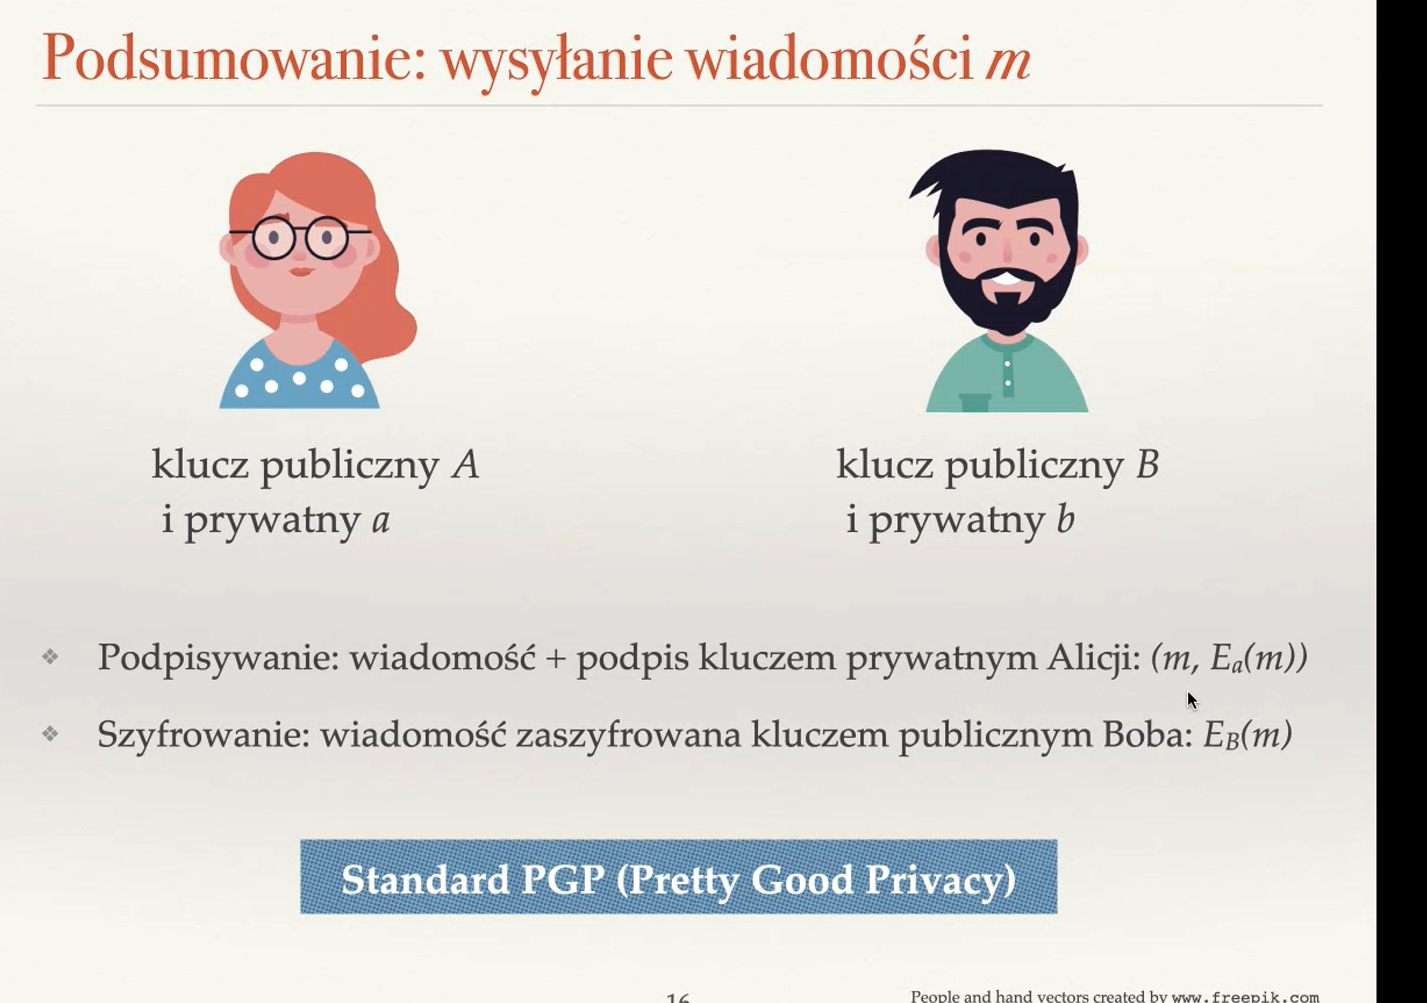 Podsumowanie: wysyłanie wiadomości m
klucz publiczny A
i prywatny a
klucz publiczny B
i prywatny b
❖ Podpisywanie: wiadomość + podpis kluczem prywatnym Alicji: (m, Eₐ(m))
❖ Szyfrowanie: wiadomość zaszyfrowana kluczem publicznym Boba: E_B(m)
Standard PGP (Pretty Good Privacy)
16
People and hand vectors created by www.freepik.com